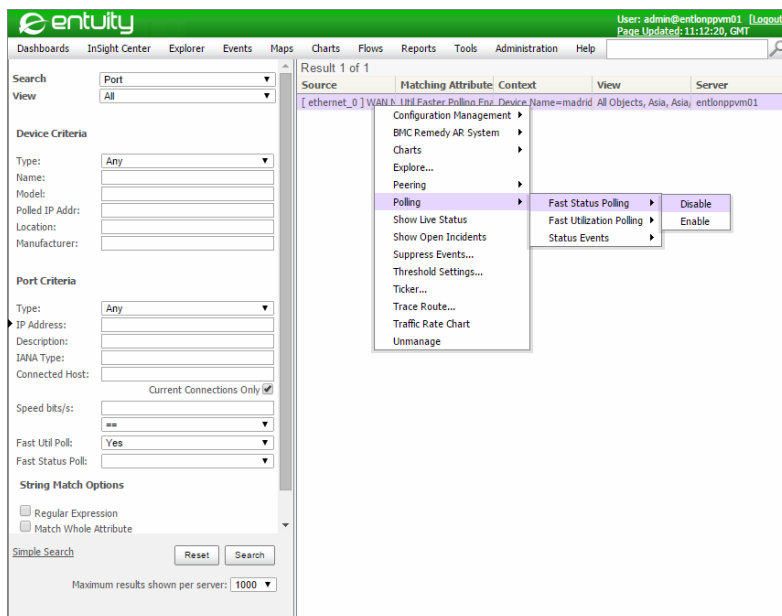 entuity
User: admin@entlonppvm01 [Logout
Page Updated: 11:12:20, GMT
Dashboards InSight Center Explorer Events Maps Charts Flows Reports Tools Administration Help
Search Port
View All
Device Criteria
Type: Any
Name:
Model:
Polled IP Addr:
Location:
Manufacturer:
Port Criteria
Type: Any
IP Address:
Description:
IANA Type:
Connected Host:
Current Connections Only
Speed bits/s:
==
Fast Util Poll: Yes
Fast Status Poll:
String Match Options
Regular Expression
Match Whole Attribute
Simple Search Reset Search
Maximum results shown per server: 1000
Result 1 of 1
Source Matching Attribute Context View Server
[ ethernet_0 ] WAN N Util Faster Polling Ena Device Name=madrid All Objects, Asia, Asia/ entlonppvm01
Configuration Management
BMC Remedy AR System
Charts
Explore...
Peering
Polling
Show Live Status
Show Open Incidents
Suppress Events...
Threshold Settings...
Ticker...
Trace Route...
Traffic Rate Chart
Unmanage
Fast Status Polling
Fast Utilization Polling
Status Events
Disable
Enable